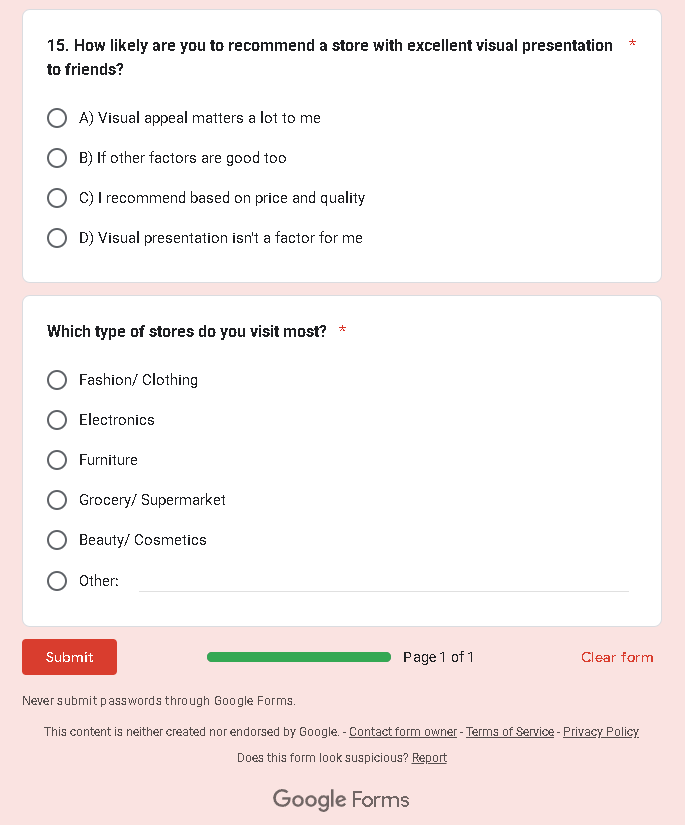 15. How likely are you to recommend a store with excellent visual presentation *
to friends?
A) Visual appeal matters a lot to me
B) If other factors are good too
C) I recommend based on price and quality
D) Visual presentation isn't a factor for me
Which type of stores do you visit most? *
Fashion/ Clothing
Electronics
Furniture
Grocery/ Supermarket
Beauty/ Cosmetics
Other:
Submit Page 1 of 1 Clear form
Never submit passwords through Google Forms.
This content is neither created nor endorsed by Google. - Contact form owner - Terms of Service - Privacy Policy
Does this form look suspicious? Report
Google Forms